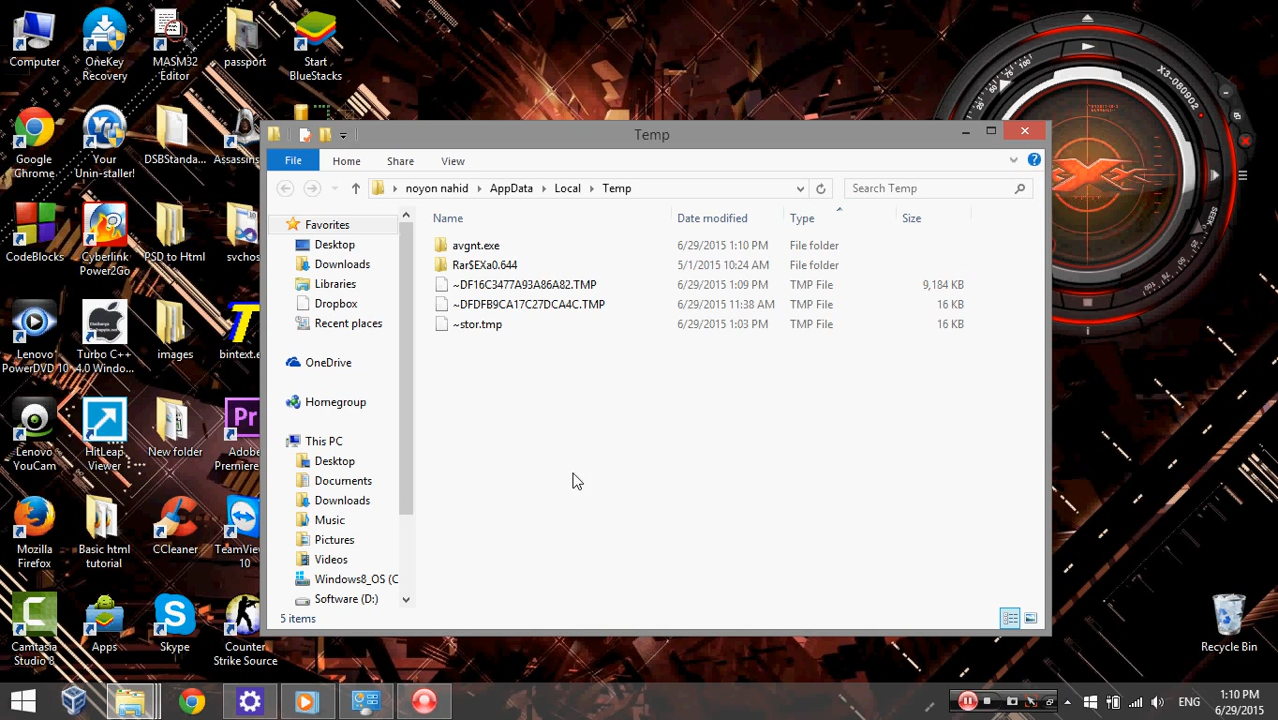 Computer
OneKey
Recovery
MASM32
Editor
passport
Start
BlueStacks
Google
Chrome
Your
Unin-staller!
DSBStanda...
Assassins
CodeBlocks
Cyberlink
Power2Go
PSD to Html
svchos
Lenovo
PowerDVD 10
Turbo C++
4.0 Windo...
images
bintext.e
Lenovo
YouCam
HitLeap
Viewer
New folder
Adobe
Premiere
Mozilla
Firefox
Basic html
tutorial
CCleaner
TeamVie
10
Camtasia
Studio 8
Apps
Skype
Counter
Strike Source
Temp
File
Home
Share
View
noyon nahid
AppData
Local
Temp
Search Temp
Favorites
Desktop
Downloads
Libraries
Dropbox
Recent places
OneDrive
Homegroup
This PC
Desktop
Documents
Downloads
Music
Pictures
Videos
Windows8_OS (C
Software (D:)
Name Date modified Type Size
avgnt.exe 6/29/2015 1:10 PM File folder
Rar$EXa0.644 5/1/2015 10:24 AM File folder
~DF16C3477A93A86A82.TMP 6/29/2015 1:09 PM TMP File 9,184 KB
~DFDFB9CA17C27DCA4C.TMP 6/29/2015 11:38 AM TMP File 16 KB
~stor.tmp 6/29/2015 1:03 PM TMP File 16 KB
5 items
X3-080902
SEEK
Recycle Bin
ENG
1:10 PM
6/29/2015